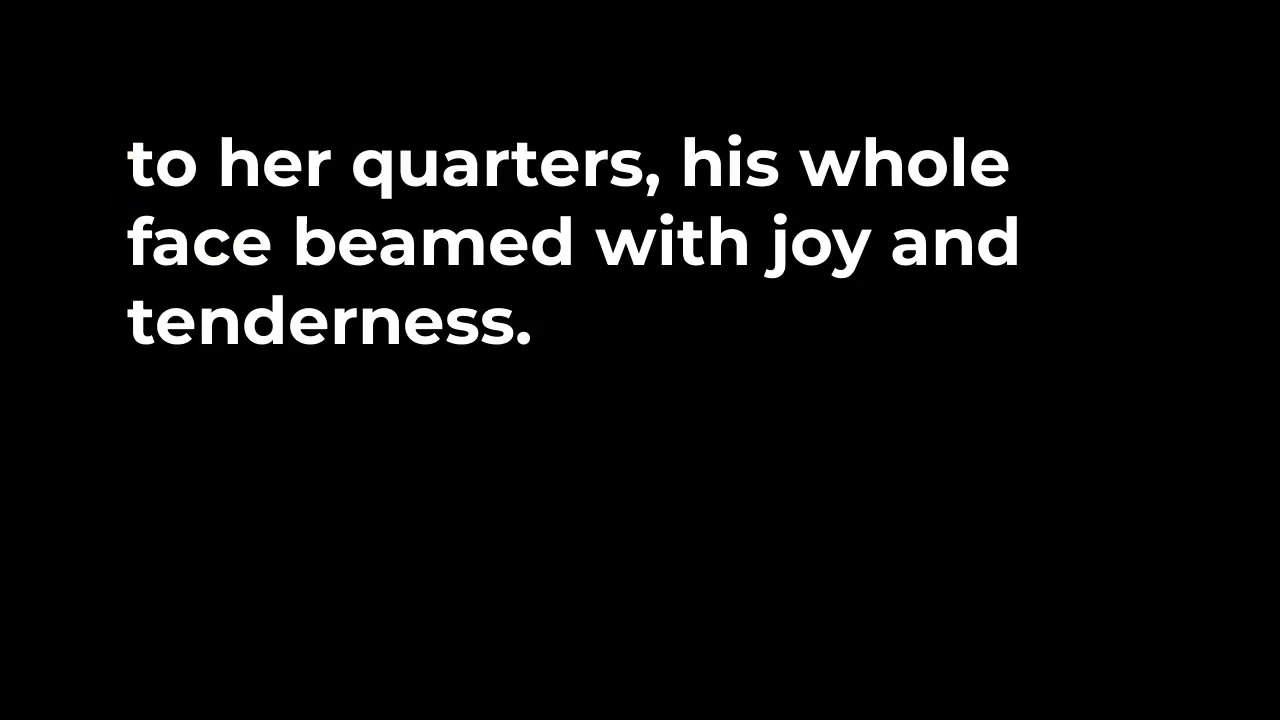 to her quarters, his whole
face beamed with joy and
tenderness.